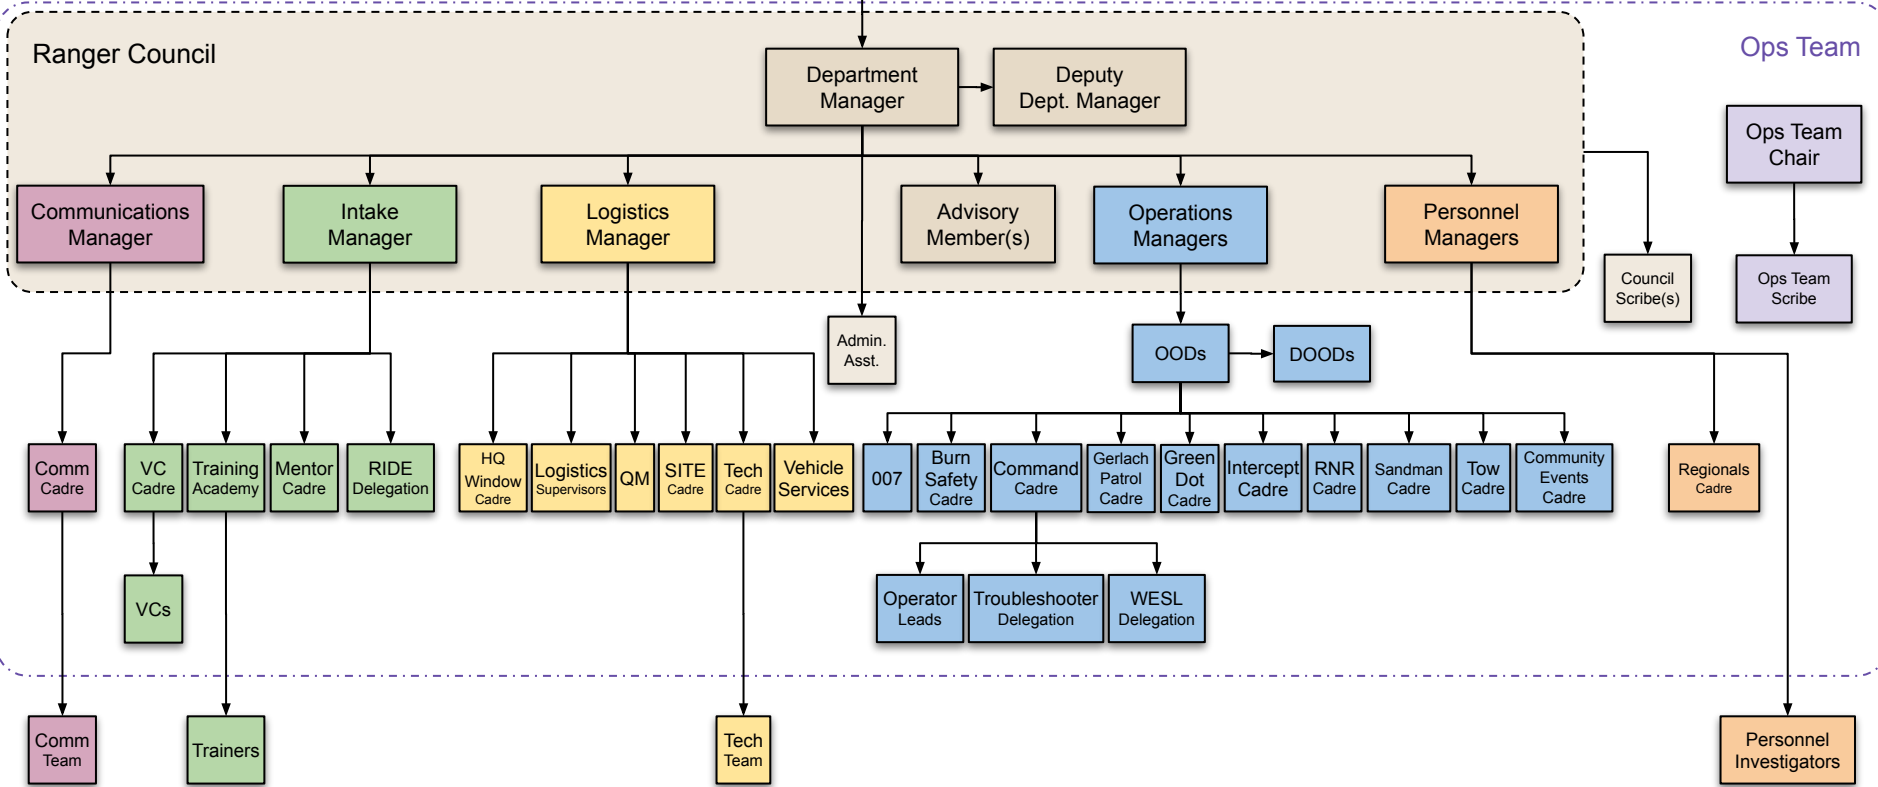 Ranger Council
Ops Team
Department
Manager
Deputy
Dept. Manager
Ops Team
Chair
Communications
Manager
Intake
Manager
Logistics
Manager
Advisory
Member(s)
Operations
Managers
Personnel
Managers
Council
Scribe(s)
Ops Team
Scribe
Admin.
Asst.
OODs
DOODs
Comm
Cadre
VC
Cadre
Training
Academy
Mentor
Cadre
RIDE
Delegation
HQ
Window
Cadre
Logistics
Supervisors
QM
SITE
Cadre
Tech
Cadre
Vehicle
Services
007
Burn
Safety
Cadre
Command
Cadre
Gerlach
Patrol
Cadre
Green
Dot
Cadre
Intercept
Cadre
RNR
Cadre
Sandman
Cadre
Tow
Cadre
Community
Events
Cadre
Regionals
Cadre
VCs
Operator
Leads
Troubleshooter
Delegation
WESL
Delegation
Comm
Team
Trainers
Tech
Team
Personnel
Investigators